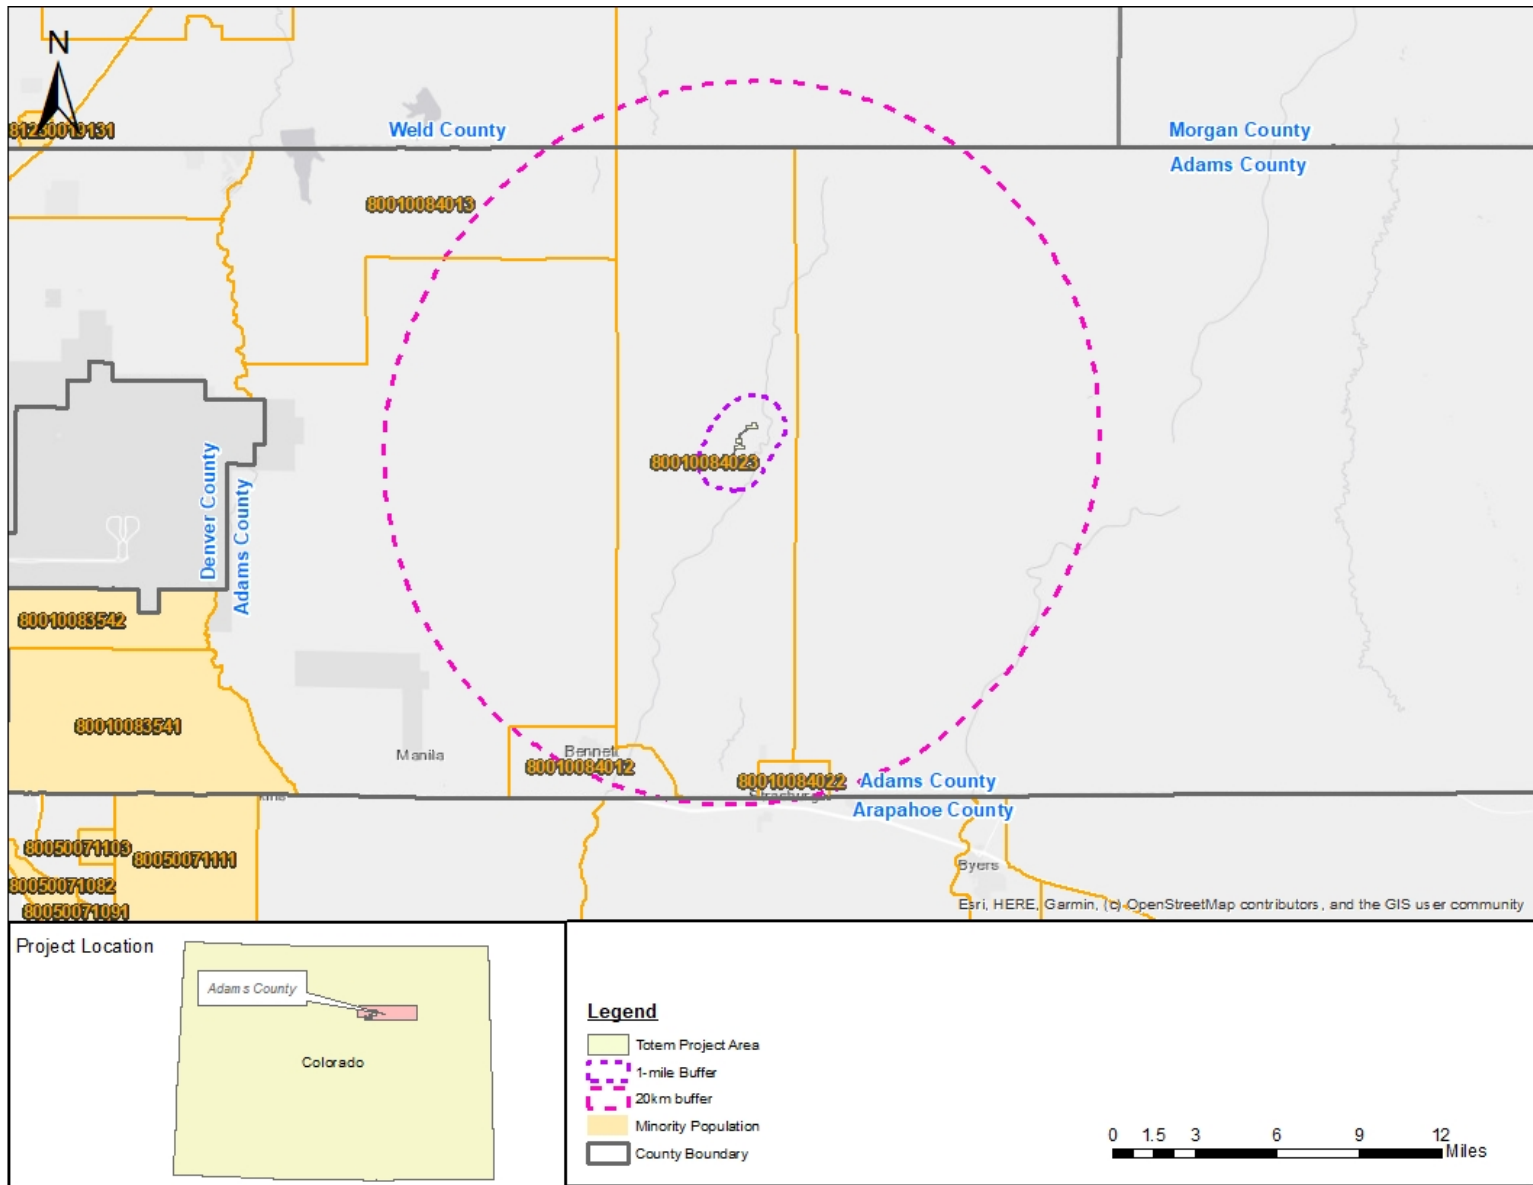 N
81230019131
Weld County
Morgan County
Adams County
80010084013
80010084023
Denver County
Adams County
80010083542
80010083541
Manila
Bennet
80010084012
80010084022
Adams County
Strasburg
Arapahoe County
80050071103
80050071111
80050071082
80050071091
Byers
Esri, HERE, Garmin, (c) OpenStreetMap contributors, and the GIS user community
Project Location
Adams County
Colorado
Legend
Totem Project Area
1-mile Buffer
20km buffer
Minority Population
County Boundary
0 1.5 3 6 9 12
Miles